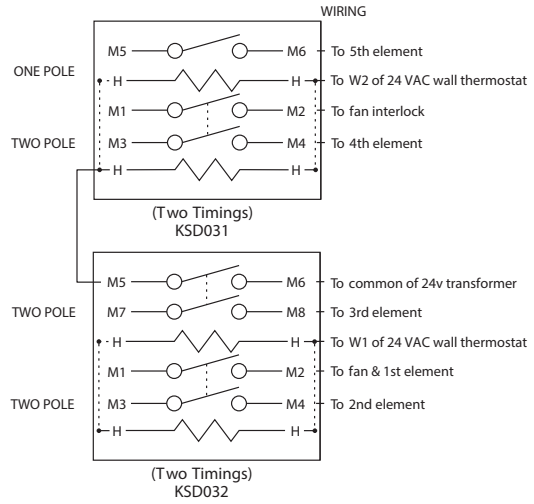 WIRING
M5 M6 To 5th element
ONE POLE
H H To W2 of 24 VAC wall thermostat
M1 M2 To fan interlock
TWO POLE M3 M4 To 4th element
H H
(Two Timings)
KSD031
M5 M6 To common of 24v transformer
TWO POLE M7 M8 To 3rd element
H H To W1 of 24 VAC wall thermostat
M1 M2 To fan & 1st element
TWO POLE M3 M4 To 2nd element
H H
(Two Timings)
KSD032